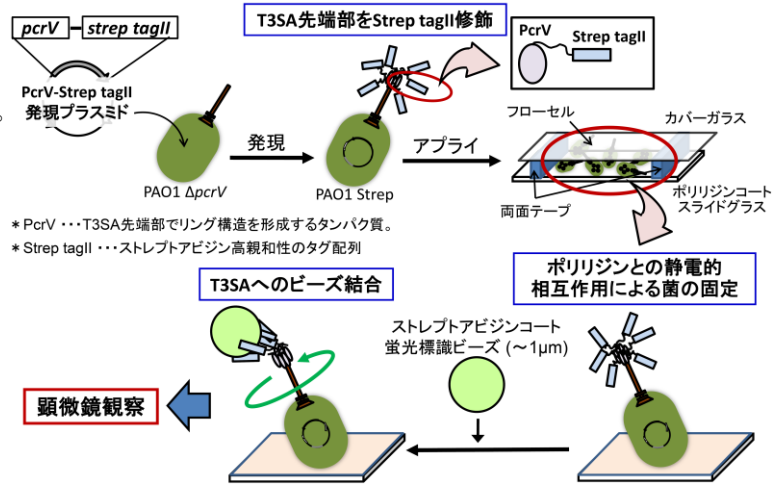 pcrV
strep tagII
PcrV-Strep tagII
発現プラスミド
PAO1 ΔpcrV
発現
T3SA先端部をStrep tagII修飾
PAO1 Strep
アプライ
PcrV
Strep tagII
フローセル
カバーガラス
両面テープ
ポリリジンコート
スライドグラス
＊PcrV ・・・T3SA先端部でリング構造を形成するタンパク質。
＊Strep tagII ・・・ストレプトアビジン高親和性のタグ配列
ポリリジンとの静電的
相互作用による菌の固定
ストレプトアビジンコート
蛍光標識ビーズ (～1μm)
T3SAへのビーズ結合
顕微鏡観察